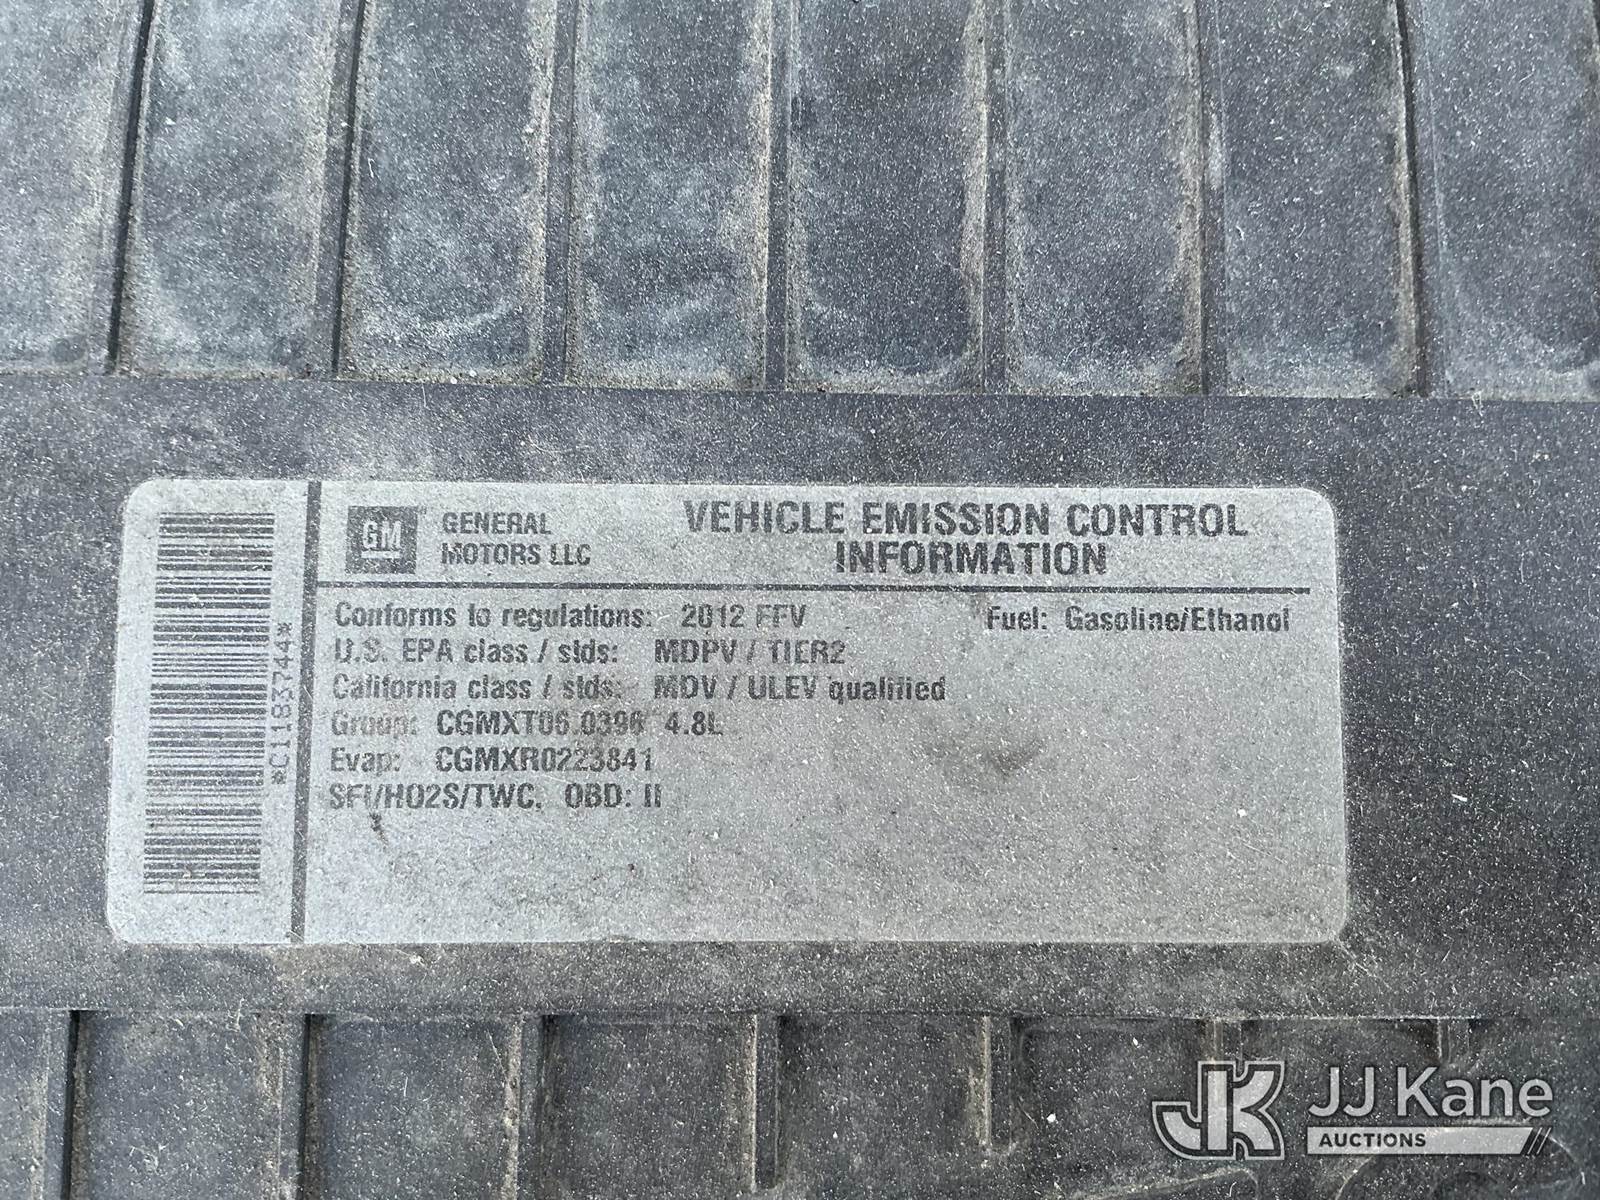 *C1183744*
GM GENERAL MOTORS LLC
VEHICLE EMISSION CONTROL INFORMATION
Conforms to regulations: 2012 FFV Fuel: Gasoline/Ethanol
U.S. EPA class / stds: MDPV / TIER2
California class / stds: MDV / ULEV qualified
Group: CGMXT06.0396 4.8L
Evap: CGMXR0223841
SFI/HO2S/TWC, OBD: II
JK JJ Kane
AUCTIONS